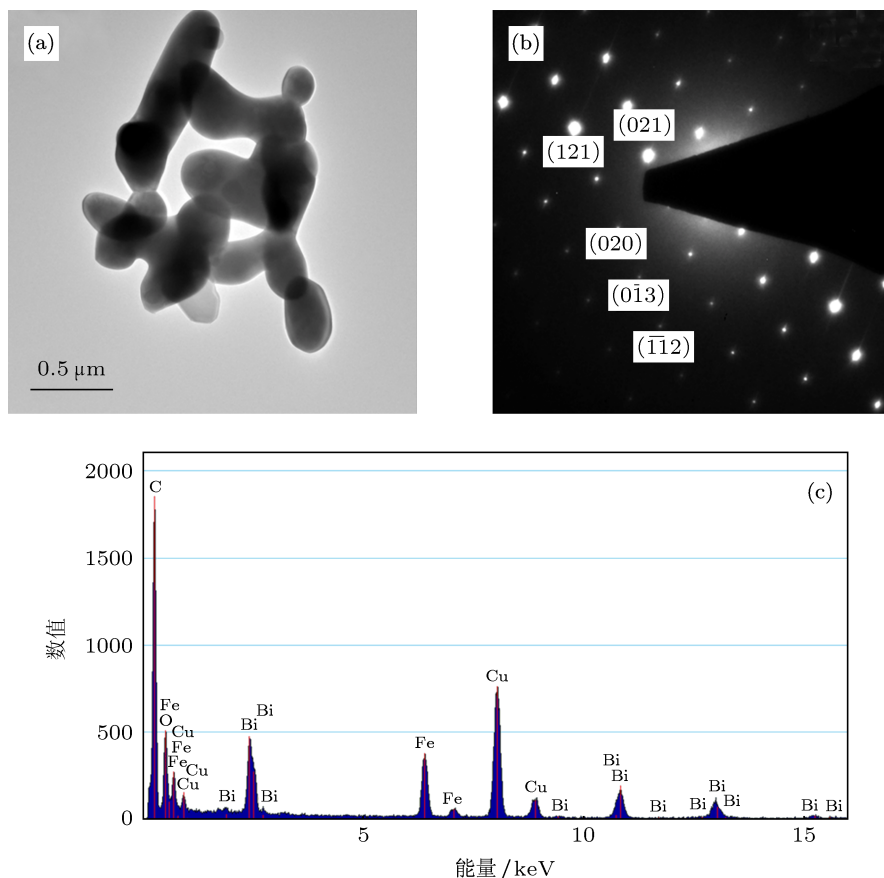 (a)
0.5 μm
(b)
(021)
(121)
(020)
(01̄3)
(1̄1̄2)
(c)
2000
1500
1000
500
0
数值
C
Fe
O
Cu
Fe
Fe
Cu
Cu
Bi
Bi
Bi
Bi
Fe
Fe
Cu
Cu
Bi
Bi
Bi
Bi
Bi
Bi
Bi
Bi
Bi
5
10
15
能量/keV